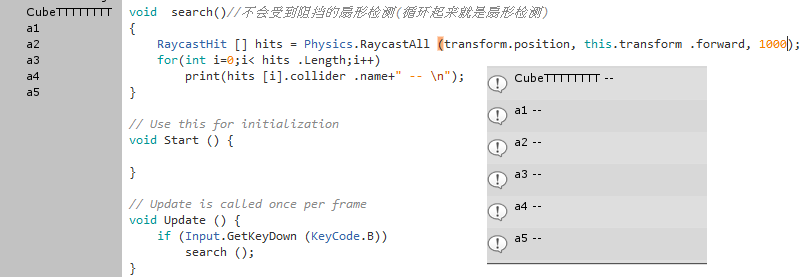 CubeTTTTTTTT
a1
a2
a3
a4
a5
void  search()//不会受到阻挡的扇形检测(循环起来就是扇形检测)
{
RaycastHit [] hits = Physics.RaycastAll (transform.position, this.transform .forward, 1000);
for(int i=0;i< hits .Length;i++)
print(hits [i].collider .name+" -- \n");
}
// Use this for initialization
void Start () {
}
// Update is called once per frame
void Update () {
if (Input.GetKeyDown (KeyCode.B))
search ();
}
CubeTTTTTTTT --
a1 --
a2 --
a3 --
a4 --
a5 --